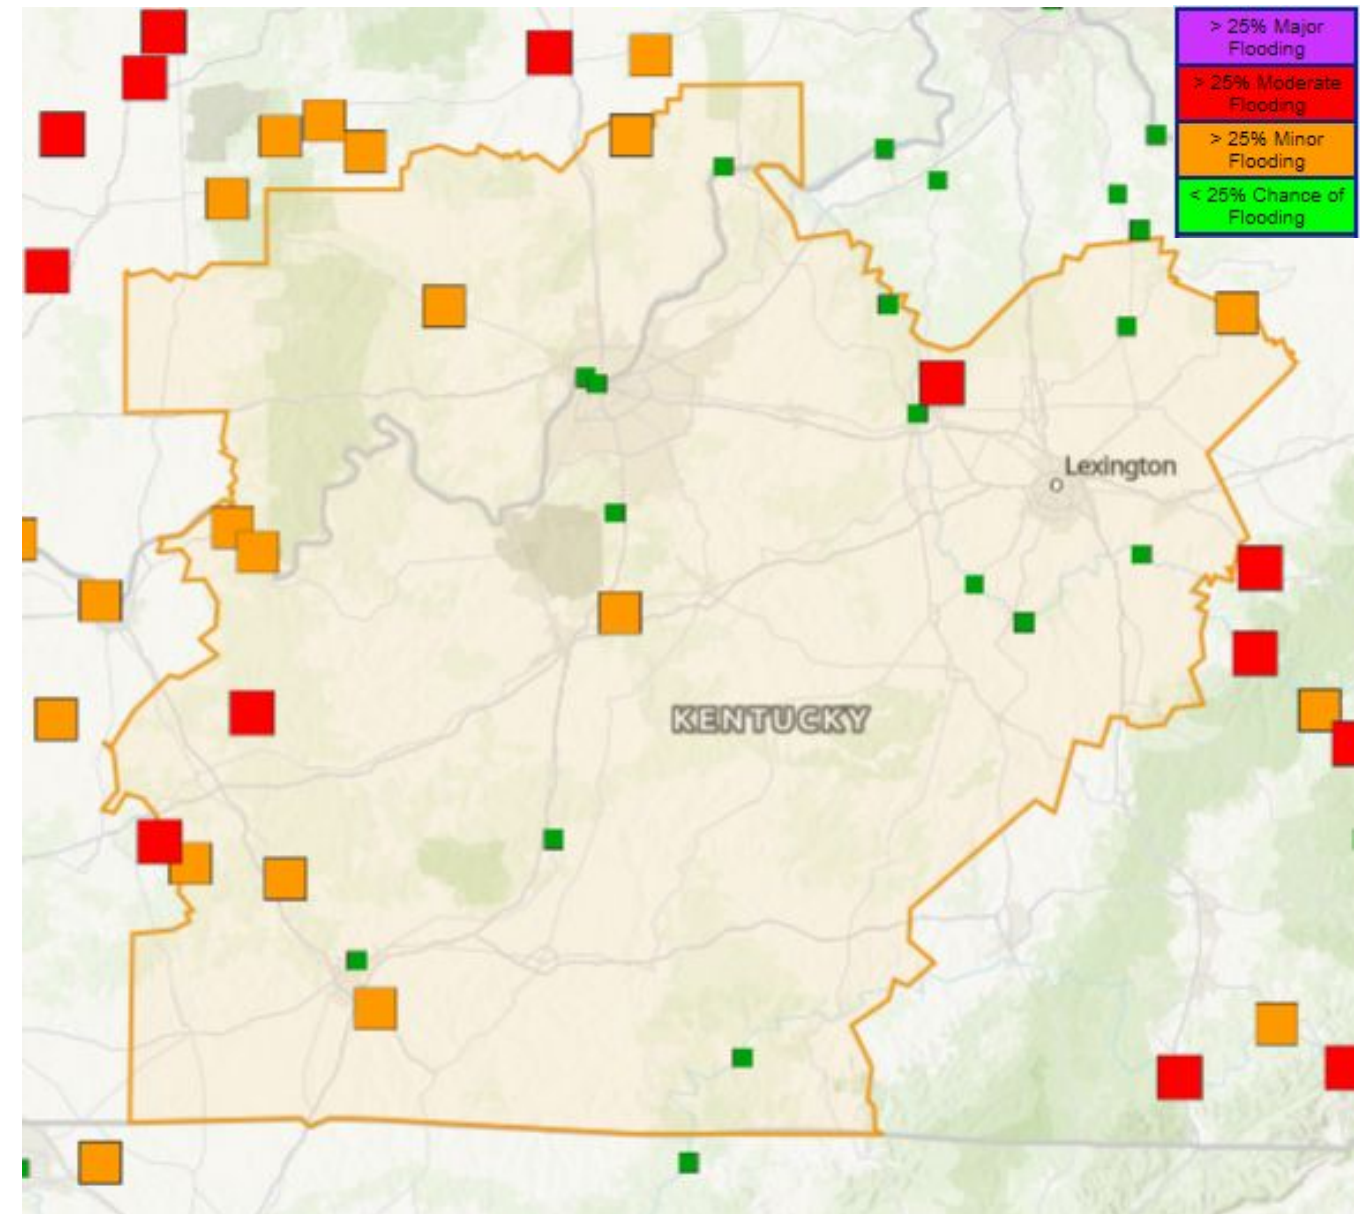 > 25% Major
Flooding
> 25% Moderate
Flooding
> 25% Minor
Flooding
< 25% Chance of
Flooding
Lexington
KENTUCKY